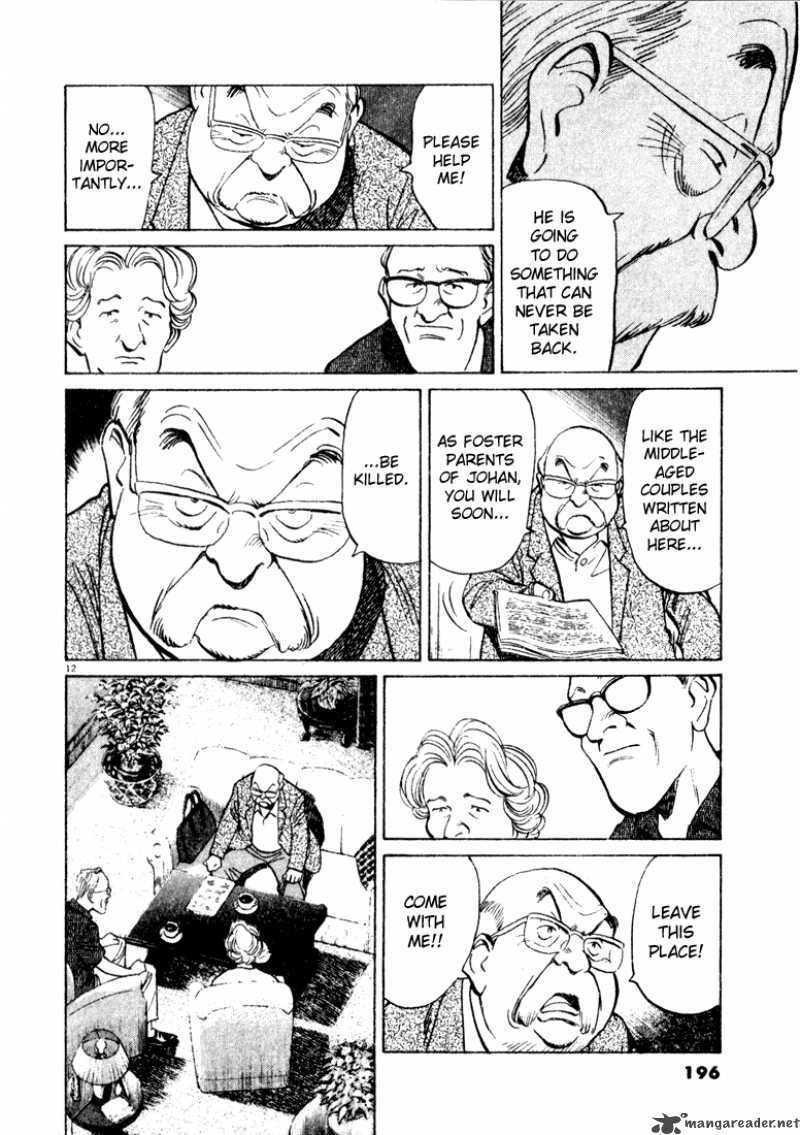 HE IS
GOING
TO DO
SOMETHING
THAT CAN
NEVER BE
TAKEN
BACK.
PLEASE
HELP
ME!
NO...
MORE
IMPOR-
TANTLY...
LIKE THE
MIDDLE-
AGED
COUPLES
WRITTEN
ABOUT
HERE...
AS FOSTER
PARENTS
OF JOHAN,
YOU WILL
SOON...
...BE
KILLED.
12
LEAVE
THIS
PLACE!
COME
WITH
ME!!
196
mangareader.net